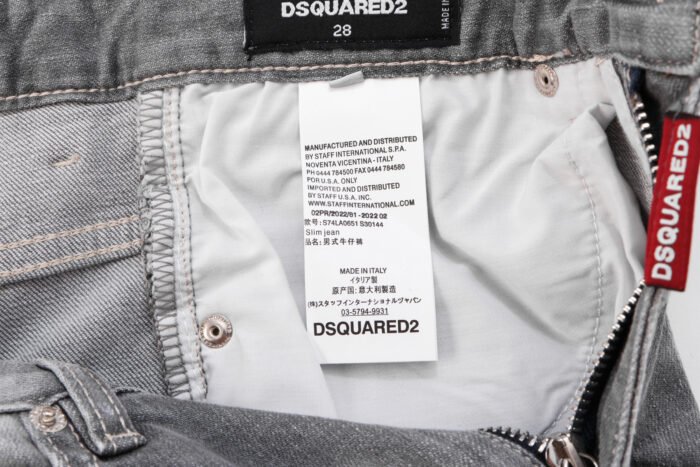 DSQUARED2
28
MADE IN
MANUFACTURED AND DISTRIBUTED
BY STAFF INTERNATIONAL S.P.A.
NOVENTA VICENTINA - ITALY
PH 0444 784500 FAX 0444 784580
FOR U.S.A. ONLY
IMPORTED AND DISTRIBUTED
BY STAFF U.S.A. INC.
WWW.STAFFINTERNATIONAL.COM
02PR/2022/91 - 2022 02
款号: S74LA0651 S30144
Slim jean
品名: 男式牛仔裤
MADE IN ITALY
イタリア製
原产国: 意大利製造
(株)スタッフインターナショナルジャパン
03-5794-9931
DSQUARED2
DSQUARED2